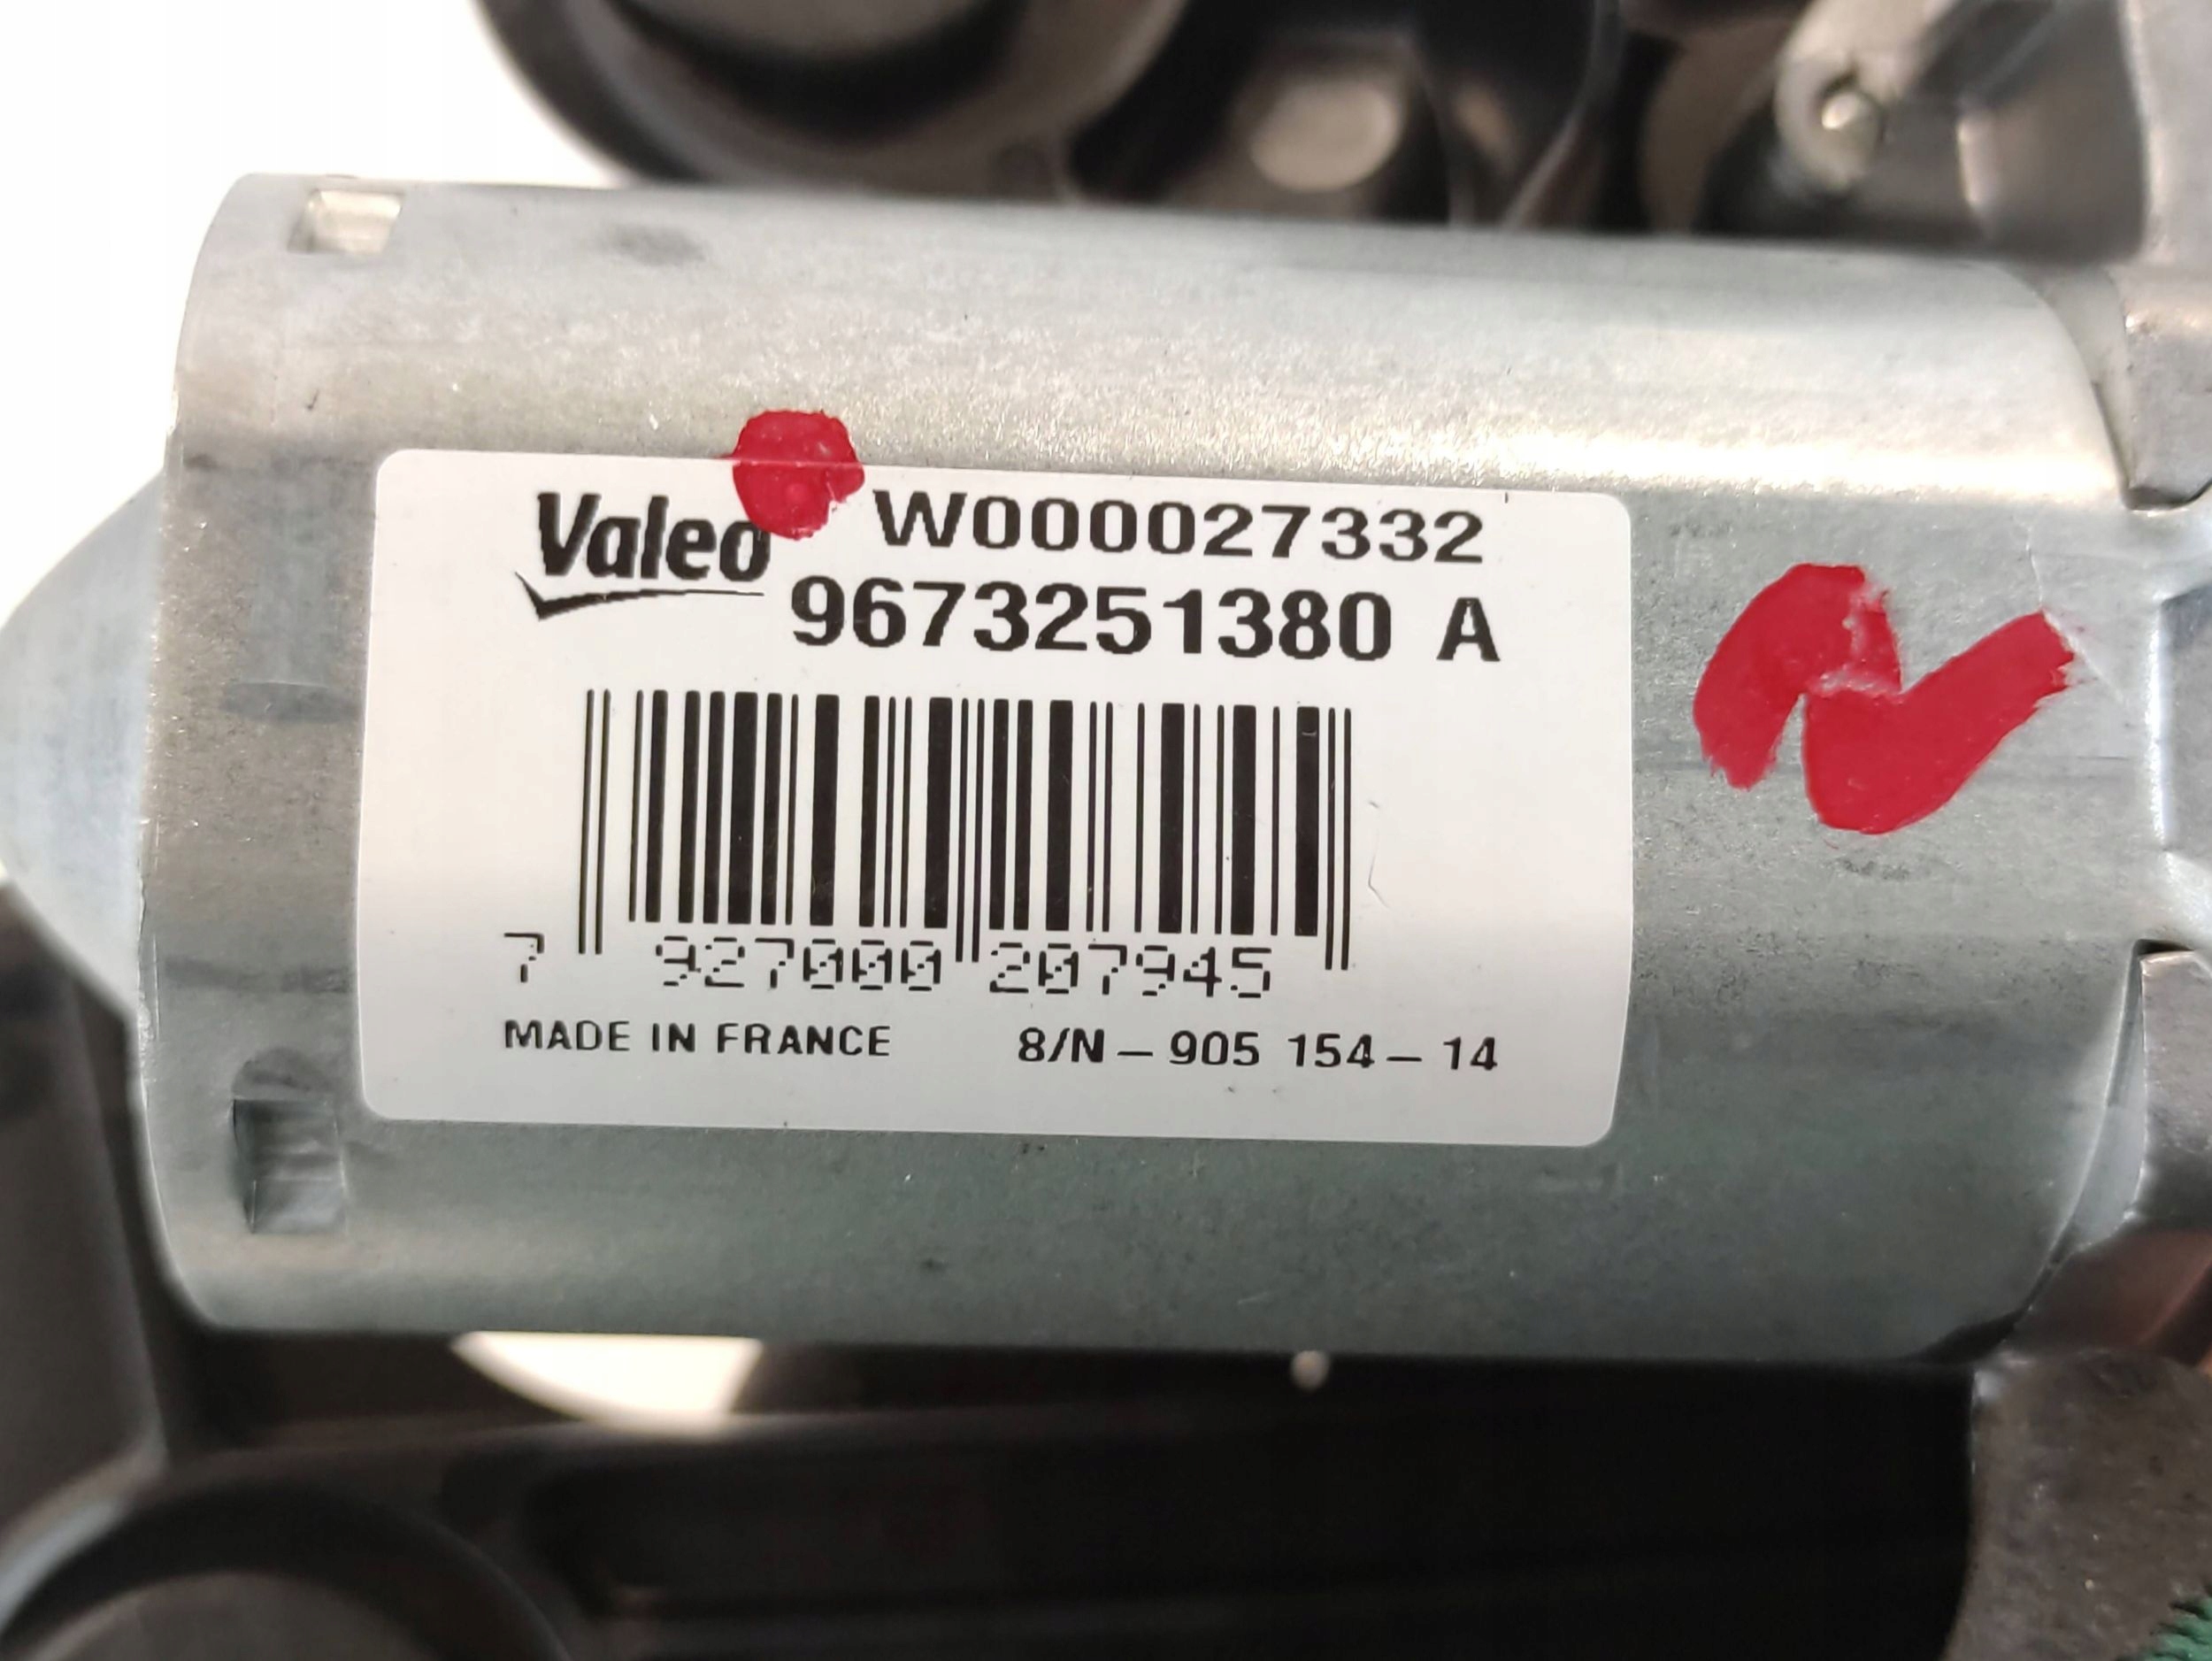 Valeo W000027332
9673251380 A
7 927000 207945
MADE IN FRANCE 8/N – 905 154 – 14